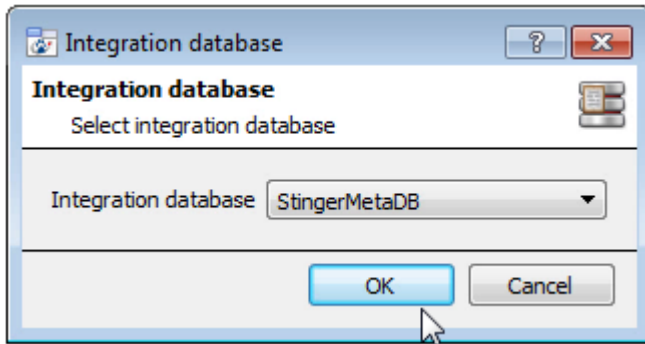 Integration database
Integration database
Select integration database
Integration database StingerMetaDB
OK Cancel